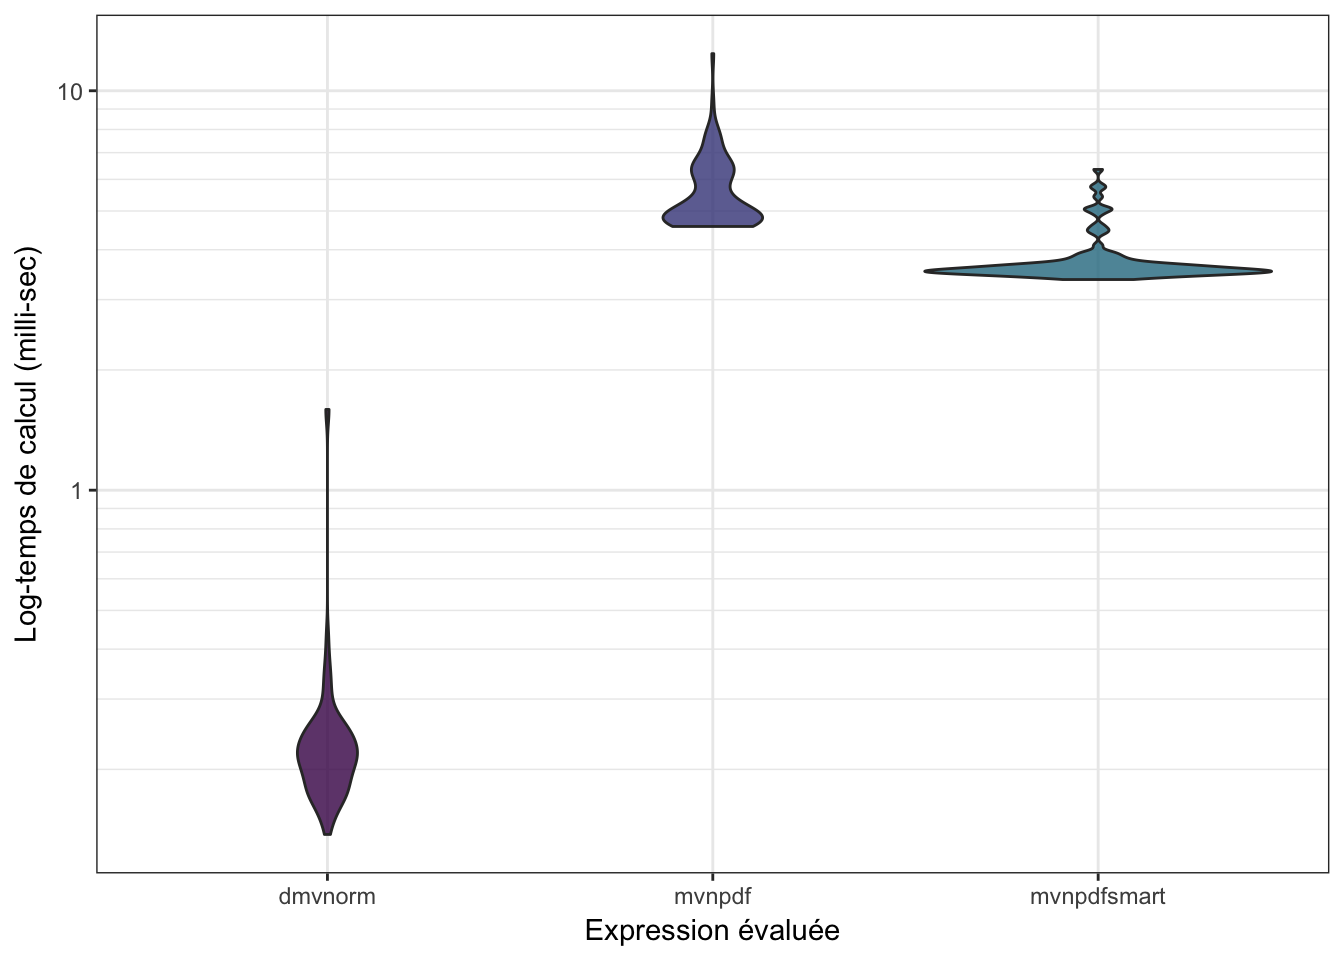 10
1
Log-temps de calcul (milli-sec)
dmvnorm
mvnpdf
mvnpdfsmart
Expression évaluée